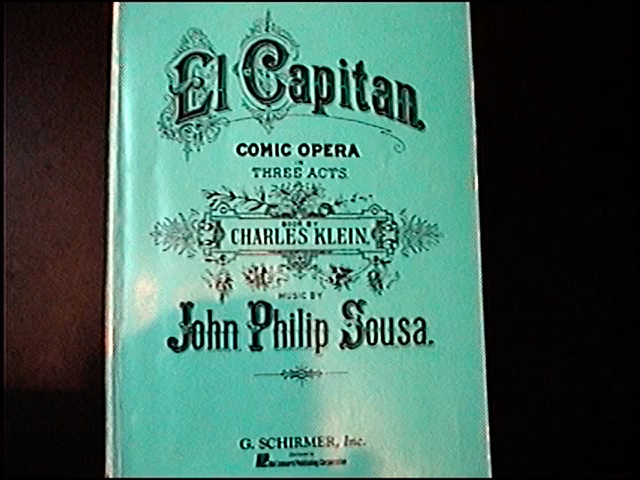 El Capitan.
COMIC OPERA
IN
THREE ACTS.
BOOK BY
CHARLES KLEIN.
MUSIC BY
John Philip Sousa.
G. SCHIRMER, Inc.